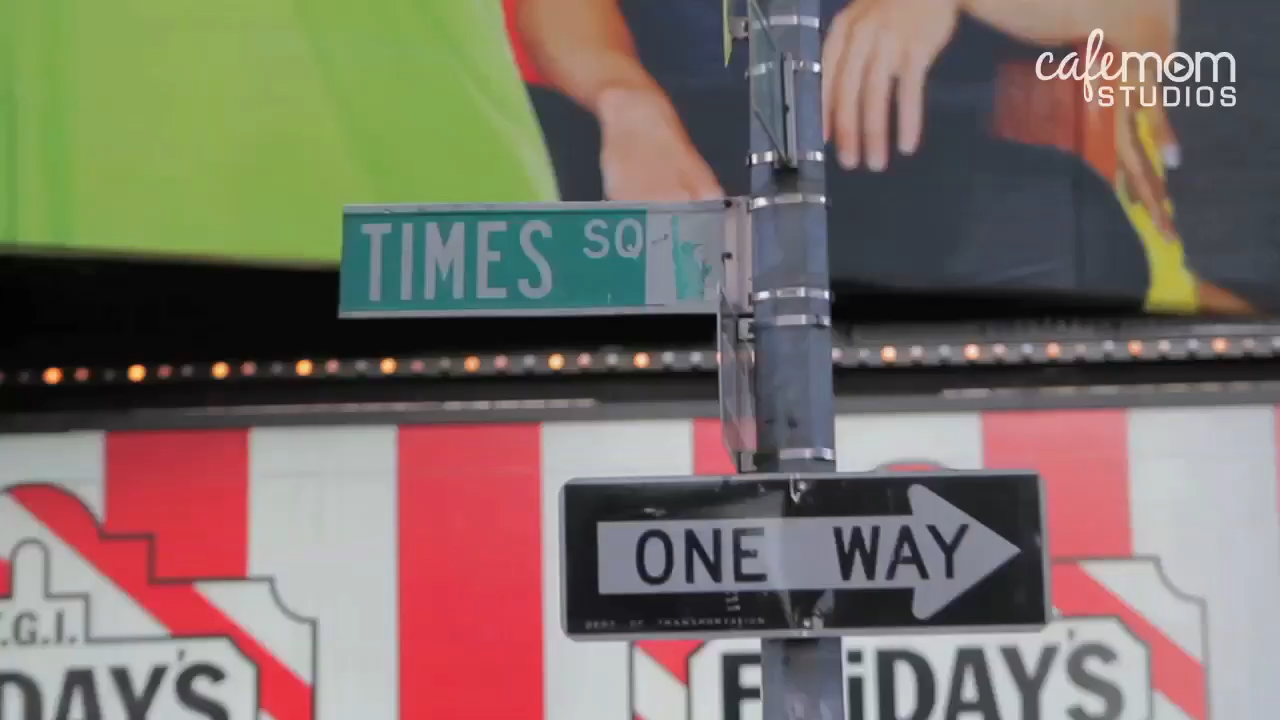 cafemom
STUDIOS
TIMES SQ
ONE WAY
DEPT OF TRANSPORTATION
T.G.I.
DAY'S
FRiDAY'S